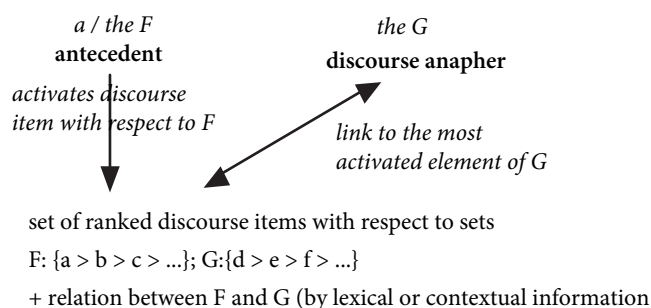 a / the F
antecedent
the G
discourse anapher
activates discourse
item with respect to F
link to the most
activated element of G
set of ranked discourse items with respect to sets
F: {a > b > c > ...}; G:{d > e > f > ...}
+ relation between F and G (by lexical or contextual information